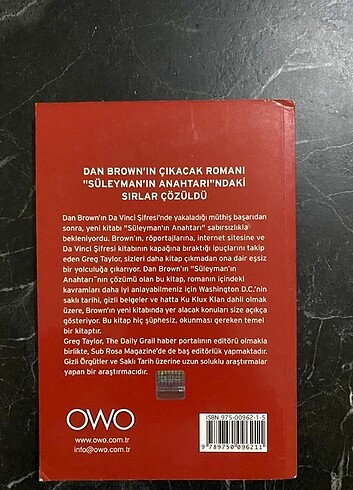 DAN BROWN'IN ÇIKACAK ROMANI
"SÜLEYMAN'IN ANAHTARI"NDAKİ
SIRLAR ÇÖZÜLDÜ
Dan Brown'ın Da Vinci Şifresi'nde yakaladığı müthiş başarıdan
sonra, yeni kitabı "Süleyman'ın Anahtarı" sabırsızlıkla
bekleniyordu. Brown'ın, röportajlarına, internet sitesine ve
Da Vinci Şifresi kitabının kapağına bıraktığı ipuçlarını takip
eden Greg Taylor, sizleri daha kitap çıkmadan ona dair eşsiz
bir yolculuğa çıkarıyor. Dan Brown'ın "Süleyman'ın
Anahtarı"nın çözümü olan bu kitap, romanın içindeki
kavramları daha iyi anlayabilmeniz için Washington D.C.'nin
saklı tarihi, gizli belgeler ve hatta Ku Klux Klan dahil olmak
üzere, Brown'ın yeni kitabında yer alacak konuları size açıkça
gösteriyor. Bu kitap hiç şüphesiz, okunması gereken temel
bir kitaptır.
Greg Taylor, The Daily Grail haber portalının editörü olmakla
birlikte, Sub Rosa Magazine'de de baş editörlük yapmaktadır.
Gizli Örgütler ve Saklı Tarih üzerine uzun soluklu araştırmalar
yapan bir araştırmacıdır.
OWO
www.owo.com.tr
info@owo.com.tr
ISBN 975-00962-1-5
9 789750 096211